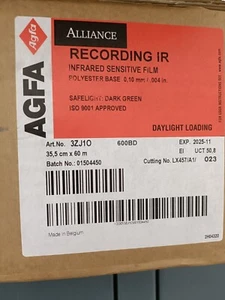 Agfa
ALLIANCE
AGFA
RECORDING IR
INFRARED SENSITIVE FILM
POLYESTER BASE, 0,10 mm / .004 in.
SAFELIGHT: DARK GREEN
ISO 9001 APPROVED
DAYLIGHT LOADING
Art.No. 3ZJ1O 600BD EXP. 2025-11
35,5 cm x 60 m EI UCT 50.8
Batch No. 01504450 Cutting No. LX457/A1/ 023
Made in Belgium